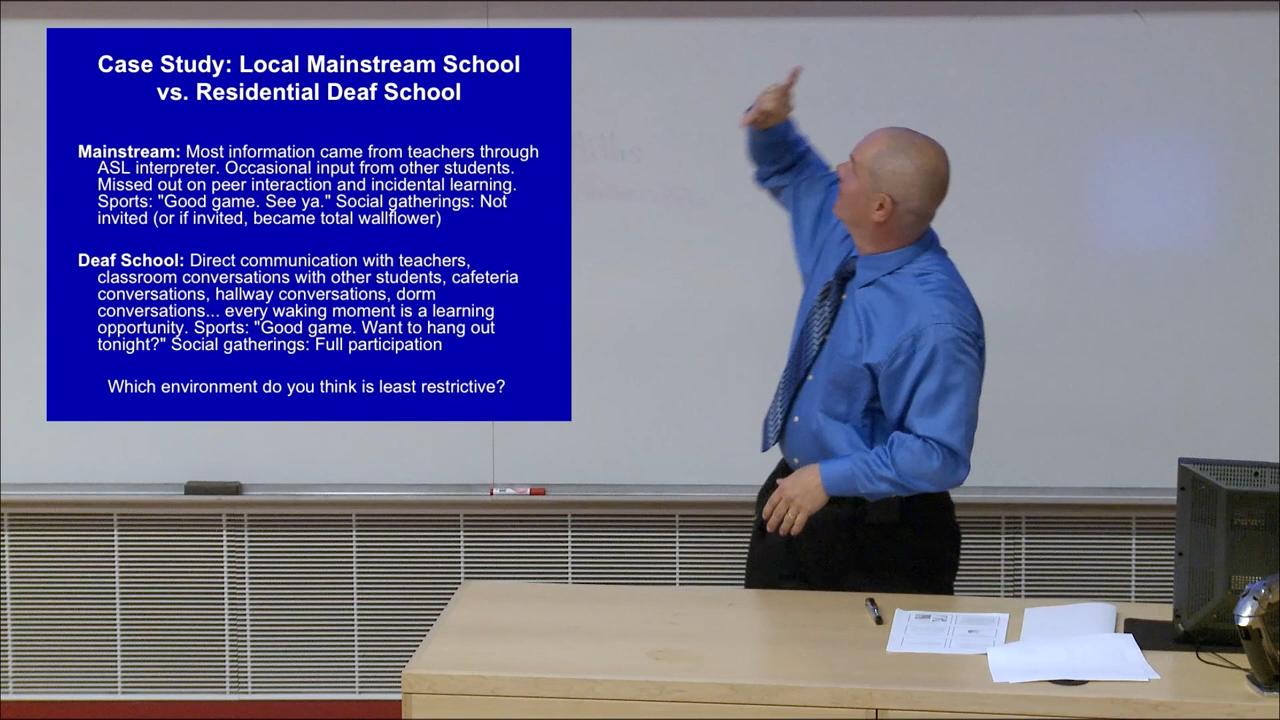 Case Study: Local Mainstream School
vs. Residential Deaf School
Mainstream: Most information came from teachers through
ASL interpreter. Occasional input from other students.
Missed out on peer interaction and incidental learning.
Sports: "Good game. See ya." Social gatherings: Not
invited (or if invited, became total wallflower)
Deaf School: Direct communication with teachers,
classroom conversations with other students, cafeteria
conversations, hallway conversations, dorm
conversations... every waking moment is a learning
opportunity. Sports: "Good game. Want to hang out
tonight?" Social gatherings: Full participation
Which environment do you think is least restrictive?